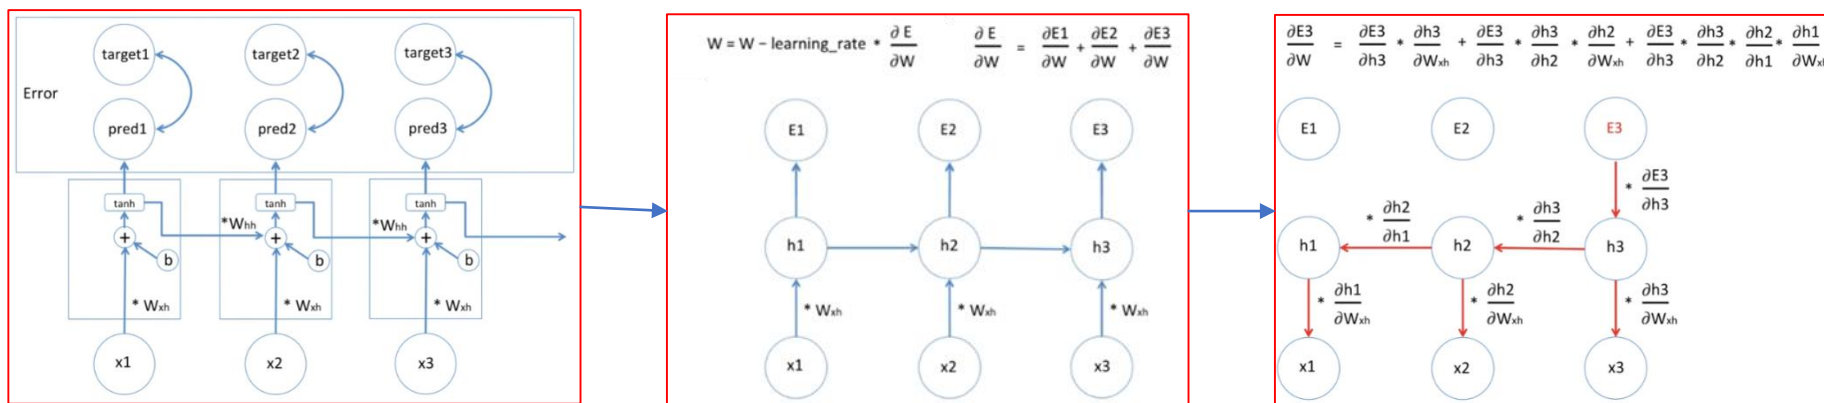 target1 target2 target3
Error
pred1 pred2 pred3
tanh tanh tanh
*Whh *Whh
+ + +
b b b
* Wxh * Wxh * Wxh
x1 x2 x3
W = W – learning_rate * ∂ E / ∂W ∂ E / ∂W = ∂E1 / ∂W + ∂E2 / ∂W + ∂E3 / ∂W
E1 E2 E3
h1 h2 h3
* Wxh * Wxh * Wxh
x1 x2 x3
∂E3 / ∂W = ∂E3 / ∂h3 * ∂h3 / ∂Wxh + ∂E3 / ∂h3 * ∂h3 / ∂h2 * ∂h2 / ∂Wxh + ∂E3 / ∂h3 * ∂h3 / ∂h2 * ∂h2 / ∂h1 * ∂h1 / ∂Wxh
E1 E2 E3
* ∂E3 / ∂h3
* ∂h2 / ∂h1 * ∂h3 / ∂h2
h1 h2 h3
* ∂h1 / ∂Wxh * ∂h2 / ∂Wxh * ∂h3 / ∂Wxh
x1 x2 x3